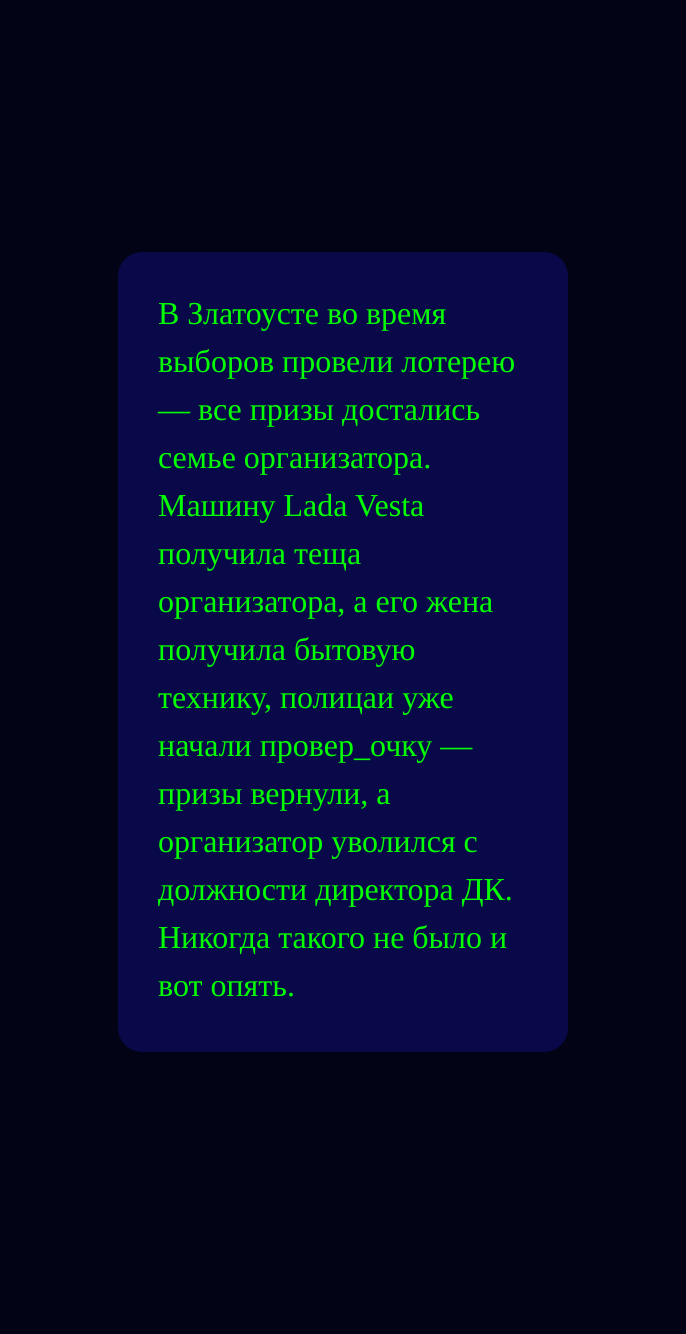 В Златоусте во время
выборов провели лотерею
— все призы достались
семье организатора.
Машину Lada Vesta
получила теща
организатора, а его жена
получила бытовую
технику, полицаи уже
начали провер_очку —
призы вернули, а
организатор уволился с
должности директора ДК.
Никогда такого не было и
вот опять.